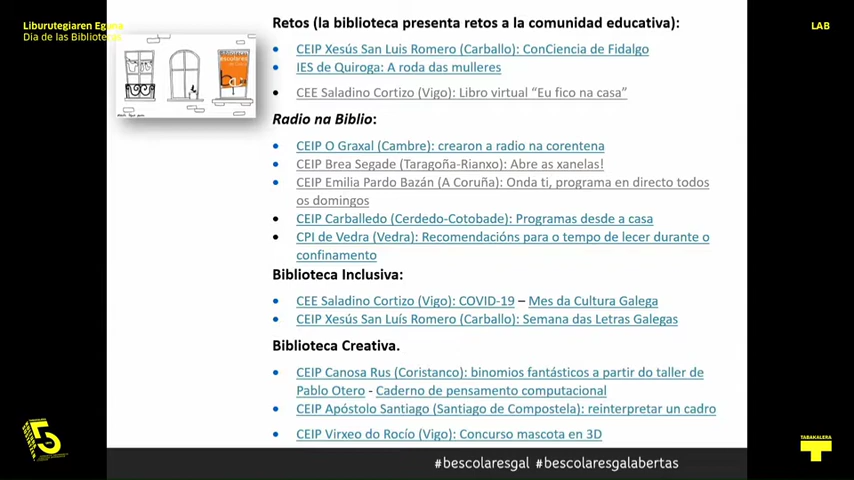 Liburutegiaren Eguna
Día de las Bibliotecas
LAB
Retos (la biblioteca presenta retos a la comunidad educativa):
CEIP Xesús San Luis Romero (Carballo): ConCiencia de Fidalgo
IES de Quiroga: A roda das mulleres
CEE Saladino Cortizo (Vigo): Libro virtual “Eu fico na casa”
Radio na Biblio:
CEIP O Graxal (Cambre): crearon a radio na corentena
CEIP Brea Segade (Taragoña-Rianxo): Abre as xanelas!
CEIP Emilia Pardo Bazán (A Coruña): Onda ti, programa en directo todos
os domingos
CEIP Carballedo (Cerdedo-Cotobade): Programas desde a casa
CPI de Vedra (Vedra): Recomendacións para o tempo de lecer durante o
confinamento
Biblioteca Inclusiva:
CEE Saladino Cortizo (Vigo): COVID-19 – Mes da Cultura Galega
CEIP Xesús San Luís Romero (Carballo): Semana das Letras Galegas
Biblioteca Creativa.
CEIP Canosa Rus (Coristanco): binomios fantásticos a partir do taller de
Pablo Otero - Caderno de pensamento computacional
CEIP Apóstolo Santiago (Santiago de Compostela): reinterpretar un cadro
CEIP Virxeo do Rocío (Vigo): Concurso mascota en 3D
#bescolaresgal #bescolaresgalabertas
TABAKALERA